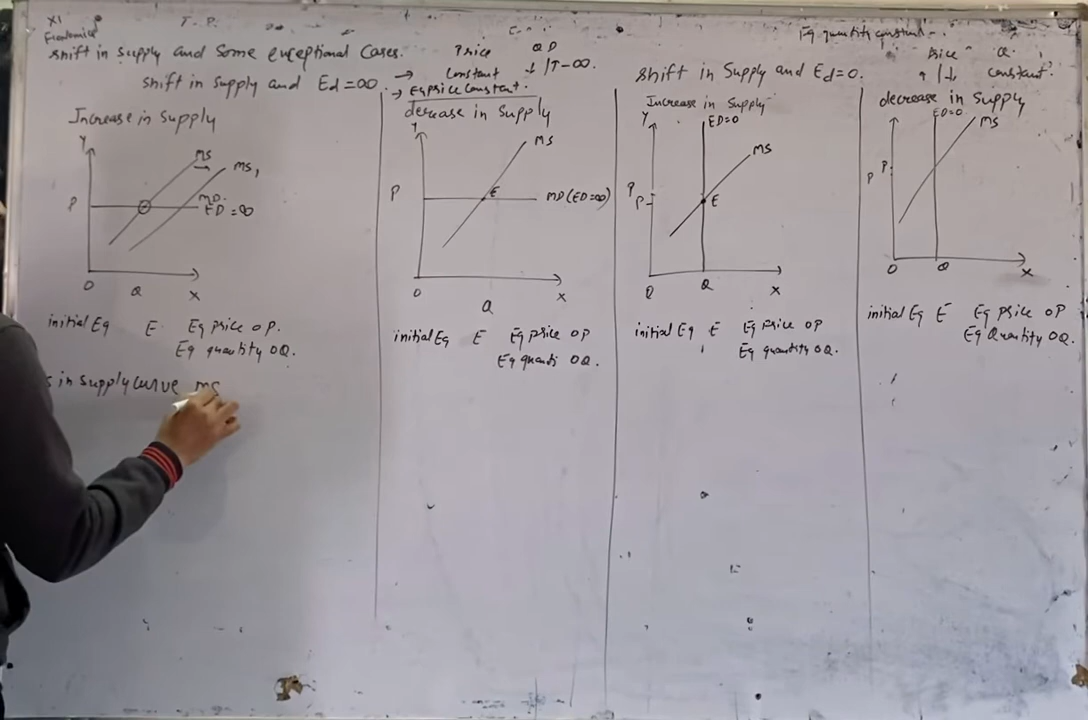 XI
Economics
T.P.
shift in supply and some exceptional cases.
shift in supply and Ed=∞
Price QD
→ constant ↓/↑-∞.
→ Eq price constant.
Eq quantity constant
Price Q.
↑/↓ constant.
shift in supply and Ed=0.
Increase in supply
Y
MS
→
MS1
P
MD.
ED=∞
O Q X
initial Eq E Eq price OP.
Eq quantity OQ.
in supply curve MS
decrease in supply
Y
MS
P
E
MD(ED=∞)
O Q X
initial Eq E Eq price OP
Eq quanti OQ.
Increase in supply
Y
ED=0
MS
P
P
E
O Q X
initial Eq E Eq price OP
Eq quantity OQ.
decrease in supply
ED=0
MS
P
P
O Q X
initial Eq E Eq price OP
Eq Quantity OQ.